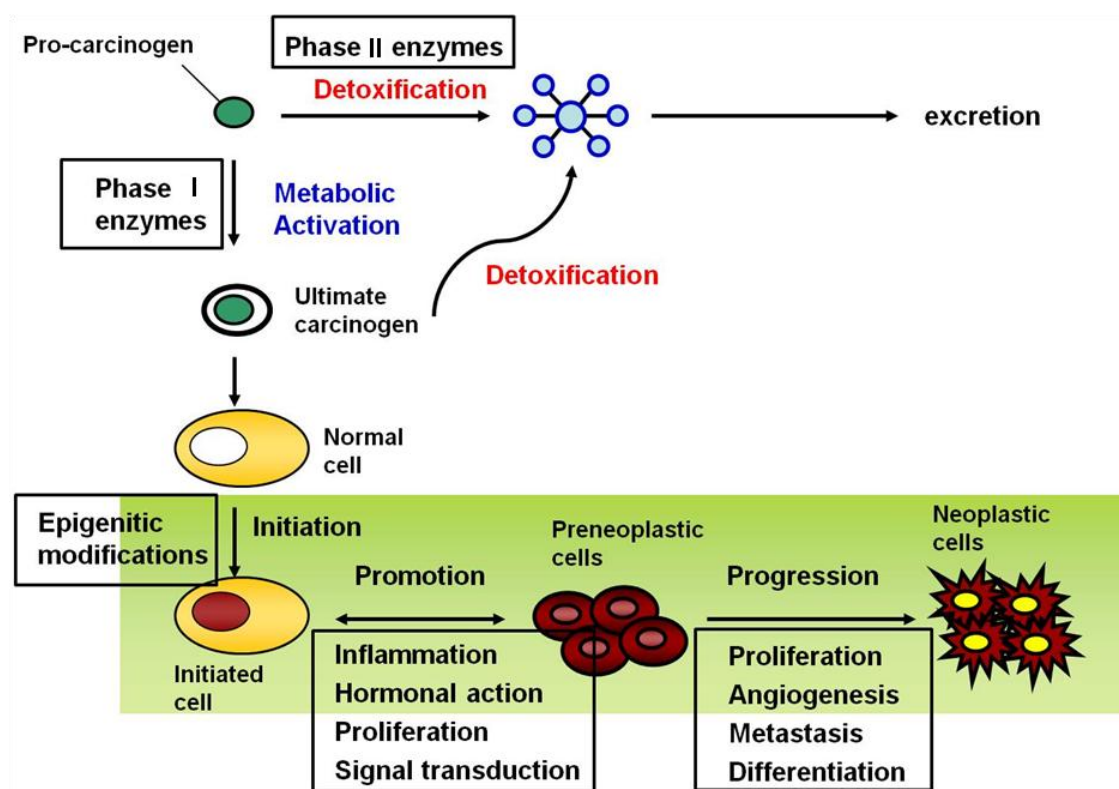 Pro-carcinogen
Phase II enzymes
Detoxification
excretion
Phase I
enzymes
Metabolic
Activation
Detoxification
Ultimate
carcinogen
Normal
cell
Epigenitic
modifications
Initiation
Preneoplastic
cells
Neoplastic
cells
Promotion
Progression
Initiated
cell
Inflammation
Hormonal action
Proliferation
Signal transduction
Proliferation
Angiogenesis
Metastasis
Differentiation